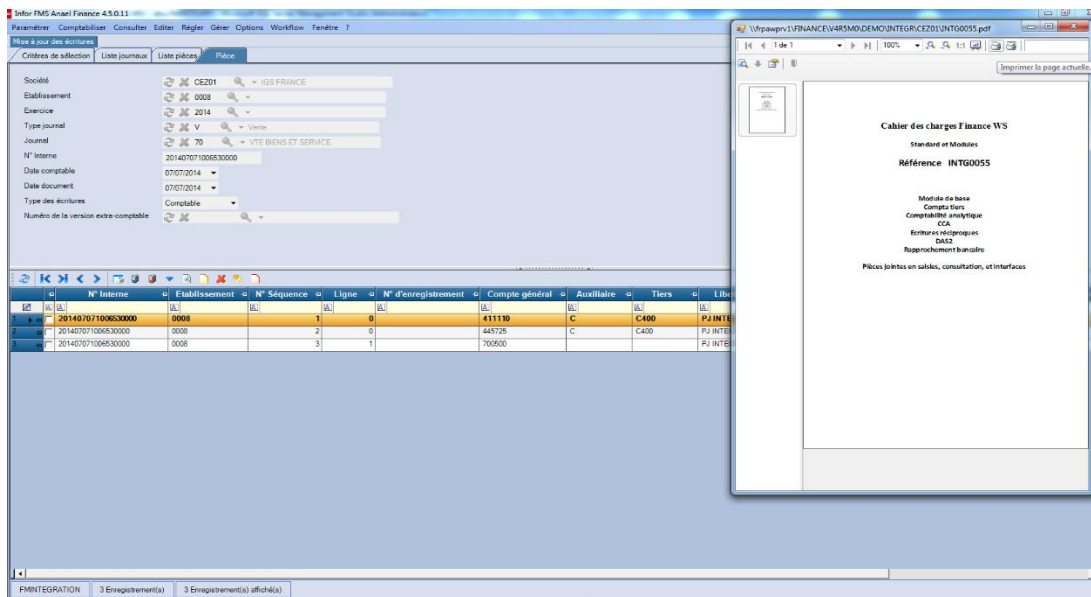 Infor FMS Anael Finance 4.5.0.11
Paramétrer Comptabiliser Consulter Editer Régler Gérer Options Workflow Fenêtre ?
Mise à jour des écritures
Critères de sélection Liste journaux Liste pièces Pièce
Société CEZ01 IGS FRANCE
Etablissement 0008
Exercice 2014
Type journal V Vente
Journal 70 VTE BIENS ET SERVICE
N° Interne 201407071006530000
Date comptable 07/07/2014
Date document 07/07/2014
Type des écritures Comptable
Numéro de la version extra-comptable
N° Interne Etablissement N° Séquence Ligne N° d'enregistrement Compte général Auxiliaire Tiers Libe
1 201407071006530000 0008 1 0 411110 C C400 PJ INTE
2 201407071006530000 0008 2 0 445725 C C400 PJ INTE
3 201407071006530000 0008 3 1 700500 PJ INTE
FMINTEGRATION 3 Enregistrement(s) 3 Enregistrement(s) affiché(s)
\\frpawprv1\FINANCE\V4R5M0\DEMO\INTEGR\CEZ01\INTG0055.pdf
1 de 1 100% 1:1
Imprimer la page actuelle.
Cahier des charges Finance WS
Standard et Modules
Référence INTG0055
Module de base
Compta tiers
Comptabilité analytique
CCA
Ecritures réciproques
DAS2
Rapprochement bancaire
Pièces jointes en saisies, consultation, et interfaces